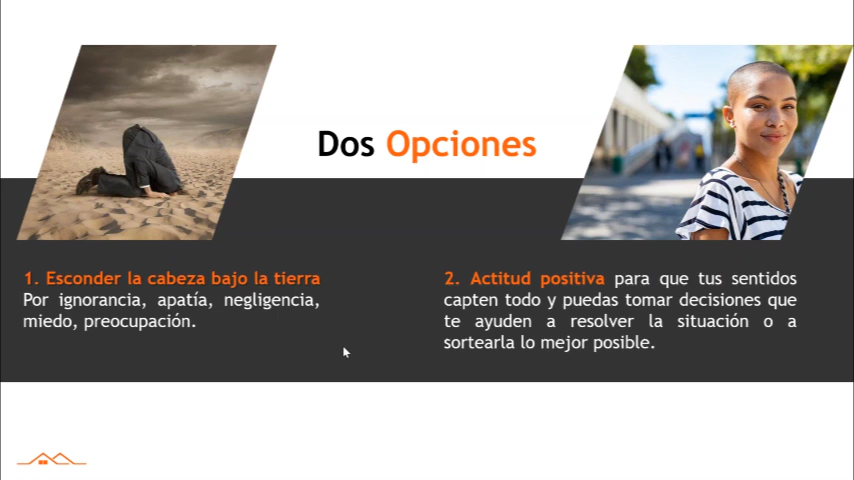 Dos Opciones
1. Esconder la cabeza bajo la tierra
Por ignorancia, apatía, negligencia,
miedo, preocupación.
2. Actitud positiva para que tus sentidos
capten todo y puedas tomar decisiones que
te ayuden a resolver la situación o a
sortearla lo mejor posible.